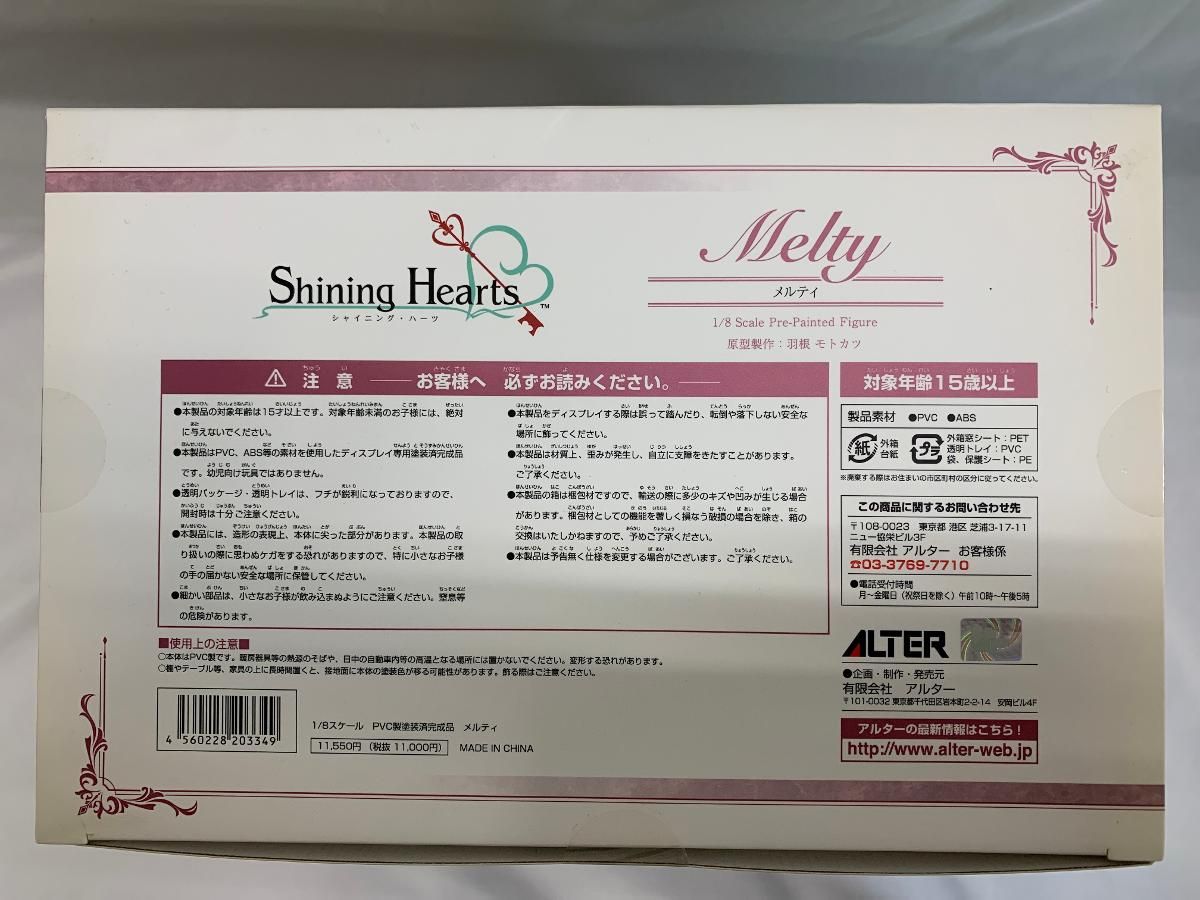 Shining Hearts™
シャイニング・ハーツ
Melty
メルティ
1/8 Scale Pre-Painted Figure
原型製作：羽根 モトカツ
⚠ 注意 ── お客様へ 必ずお読みください。──
●本製品の対象年齢は15才以上です。対象年齢未満のお子様には、絶対
に与えないでください。
●本製品はPVC、ABS等の素材を使用したディスプレイ専用塗装済完成品
です。幼児向け玩具ではありません。
●透明パッケージ・透明トレイは、フチが鋭利になっておりますので、
開封時は十分ご注意ください。
●本製品には、造形の表現上、本体に尖った部分があります。本製品の取
り扱いの際に思わぬケガをする恐れがありますので、特に小さなお子様
の手の届かない安全な場所に保管してください。
●細かい部品は、小さなお子様が飲み込まぬようにご注意ください。窒息等
の危険があります。
●本製品をディスプレイする際は誤って踏んだり、転倒や落下しない安全な
場所に飾ってください。
●本製品は材質上、歪みが発生し、自立に支障をきたすことがあります。
ご了承ください。
●本製品の箱は梱包材ですので、輸送の際に多少のキズや凹みが生じる場合
があります。梱包材としての機能を著しく損なう破損の場合を除き、箱の
交換はいたしかねますので、予めご了承ください。
●本製品は予告無く仕様を変更する場合がございます。ご了承ください。
対象年齢15歳以上
製品素材 ●PVC ●ABS
紙 外箱
台紙
プラ 外箱窓シート：PET
透明トレイ：PVC
袋、保護シート：PE
※廃棄する際はお住まいの市区町村の区分に従ってください。
この商品に関するお問い合わせ先
〒108-0023 東京都 港区 芝浦3-17-11
ニュー協栄ビル3F
有限会社 アルター お客様係
☎03-3769-7710
●電話受付時間
月〜金曜日（祝祭日を除く）午前10時〜午後5時
ALTER
●企画・制作・発売元
有限会社 アルター
〒101-0032 東京都千代田区岩本町2-2-14 安岡ビル4F
アルターの最新情報はこちら！
http://www.alter-web.jp
■使用上の注意■
○本体はPVC製です。暖房器具等の熱源のそばや、日中の自動車内等の高温となる場所には置かないでください。変形する恐れがあります。
○棚やテーブル等、家具の上に長時間置くと、接地面に本体の塗装色が移る可能性があります。飾る際はご注意ください。
4 560228 203349
1/8スケール PVC製塗装済完成品 メルティ
11,550円（税抜 11,000円） MADE IN CHINA